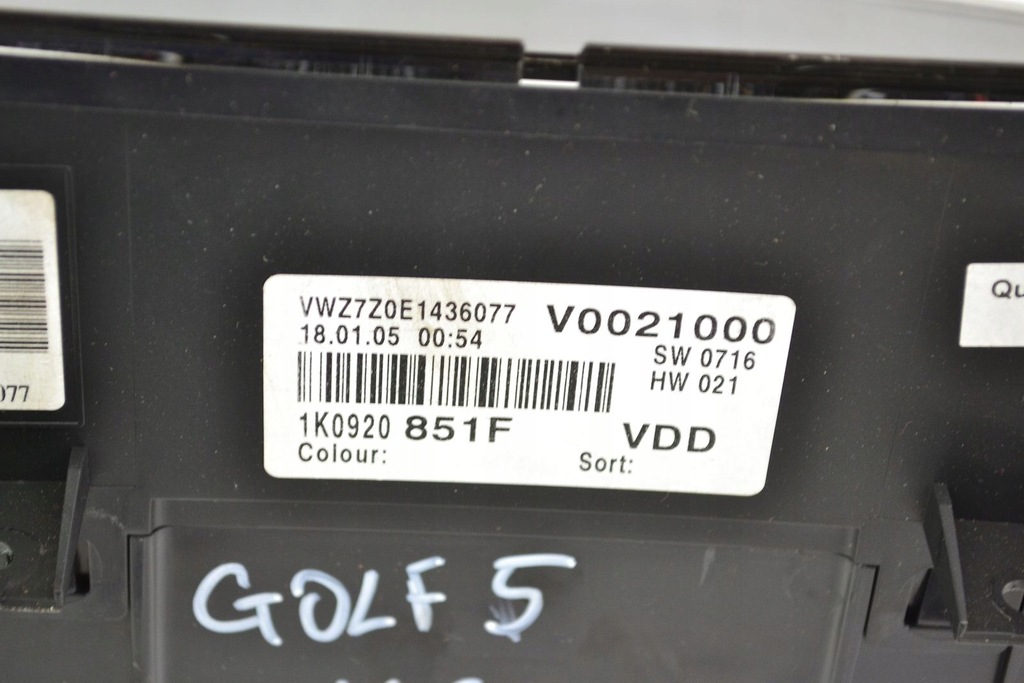 VWZ7Z0E1436077 V0021000
18.01.05 00:54 SW 0716
HW 021
1K0920 851F VDD
Colour: Sort:
077
Qu
GOLF 5